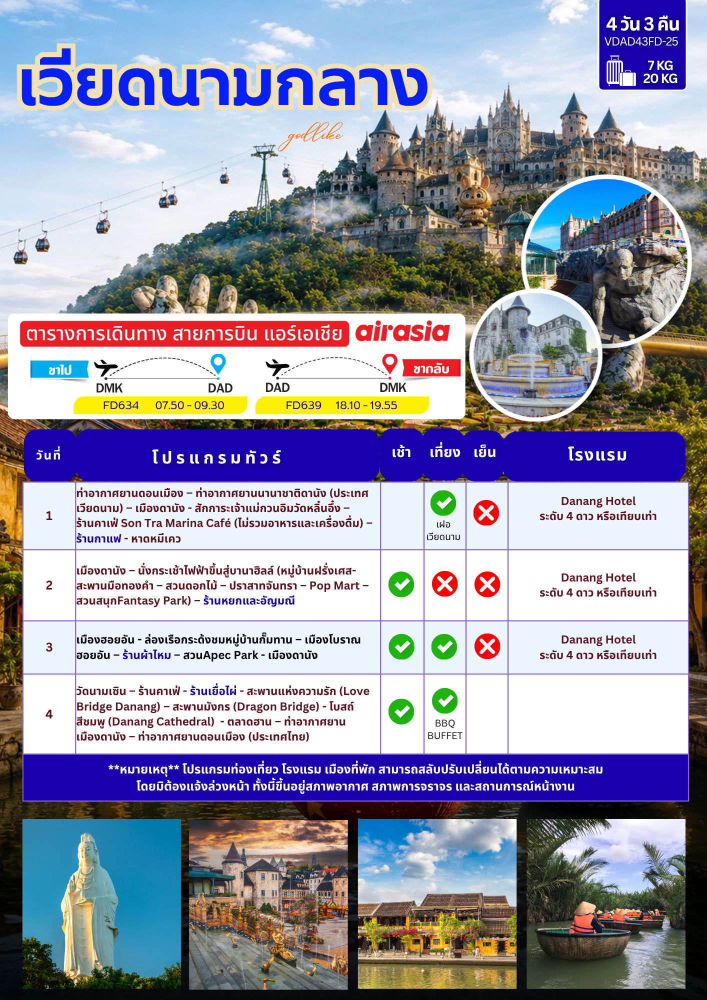 4 วัน 3 คืน
VDAD43FD-25
7 KG
20 KG
เวียดนามกลาง
godlike
ตารางการเดินทาง สายการบิน แอร์เอเชีย airasia
ขาไป
DMK DAD
FD634 07.50 - 09.30
ขากลับ
DAD DMK
FD639 18.10 - 19.55
วันที่ โปรแกรมทัวร์ เช้า เที่ยง เย็น โรงแรม
1
ท่าอากาศยานดอนเมือง – ท่าอากาศยานนานาชาติดานัง (ประเทศ
เวียดนาม) – เมืองดานัง - สักการะเจ้าแม่กวนอิมวัดหลิ๋นอึ๋ง –
ร้านคาเฟ่ Son Tra Marina Café (ไม่รวมอาหารและเครื่องดื่ม) –
ร้านกาแฟ - หาดหมีเคว
เฝอ
เวียดนาม
Danang Hotel
ระดับ 4 ดาว หรือเทียบเท่า
2
เมืองดานัง – นั่งกระเช้าไฟฟ้าขึ้นสู่บานาฮิลล์ (หมู่บ้านฝรั่งเศส-
สะพานมือทองคำ – สวนดอกไม้ – ปราสาทจันทรา – Pop Mart –
สวนสนุกFantasy Park) – ร้านหยกและอัญมณี
Danang Hotel
ระดับ 4 ดาว หรือเทียบเท่า
3
เมืองฮอยอัน - ล่องเรือกระด้งชมหมู่บ้านกั๊มทาน – เมืองโบราณ
ฮอยอัน – ร้านผ้าไหม – สวนApec Park - เมืองดานัง
Danang Hotel
ระดับ 4 ดาว หรือเทียบเท่า
4
วัดนามเซิน – ร้านคาเฟ่ - ร้านเยื่อไผ่ - สะพานแห่งความรัก (Love
Bridge Danang) – สะพานมังกร (Dragon Bridge) - โบสถ์
สีชมพู (Danang Cathedral) - ตลาดฮาน – ท่าอากาศยาน
เมืองดานัง – ท่าอากาศยานดอนเมือง (ประเทศไทย)
BBQ
BUFFET
**หมายเหตุ** โปรแกรมท่องเที่ยว โรงแรม เมืองที่พัก สามารถสลับปรับเปลี่ยนได้ตามความเหมาะสม
โดยมิต้องแจ้งล่วงหน้า ทั้งนี้ขึ้นอยู่สภาพอากาศ สภาพการจราจร และสถานการณ์หน้างาน